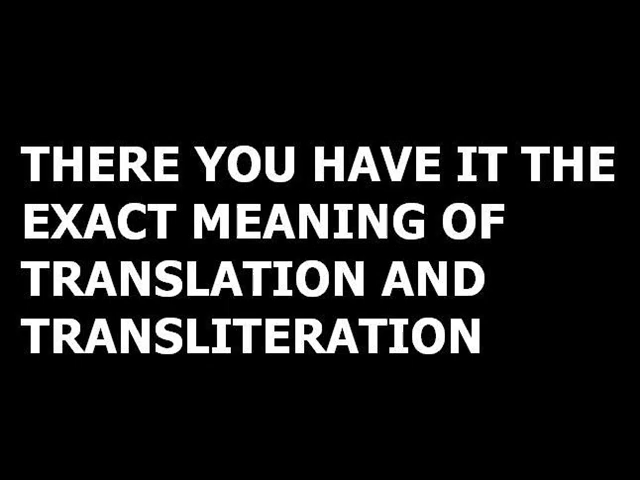 THERE YOU HAVE IT THE
EXACT MEANING OF
TRANSLATION AND
TRANSLITERATION